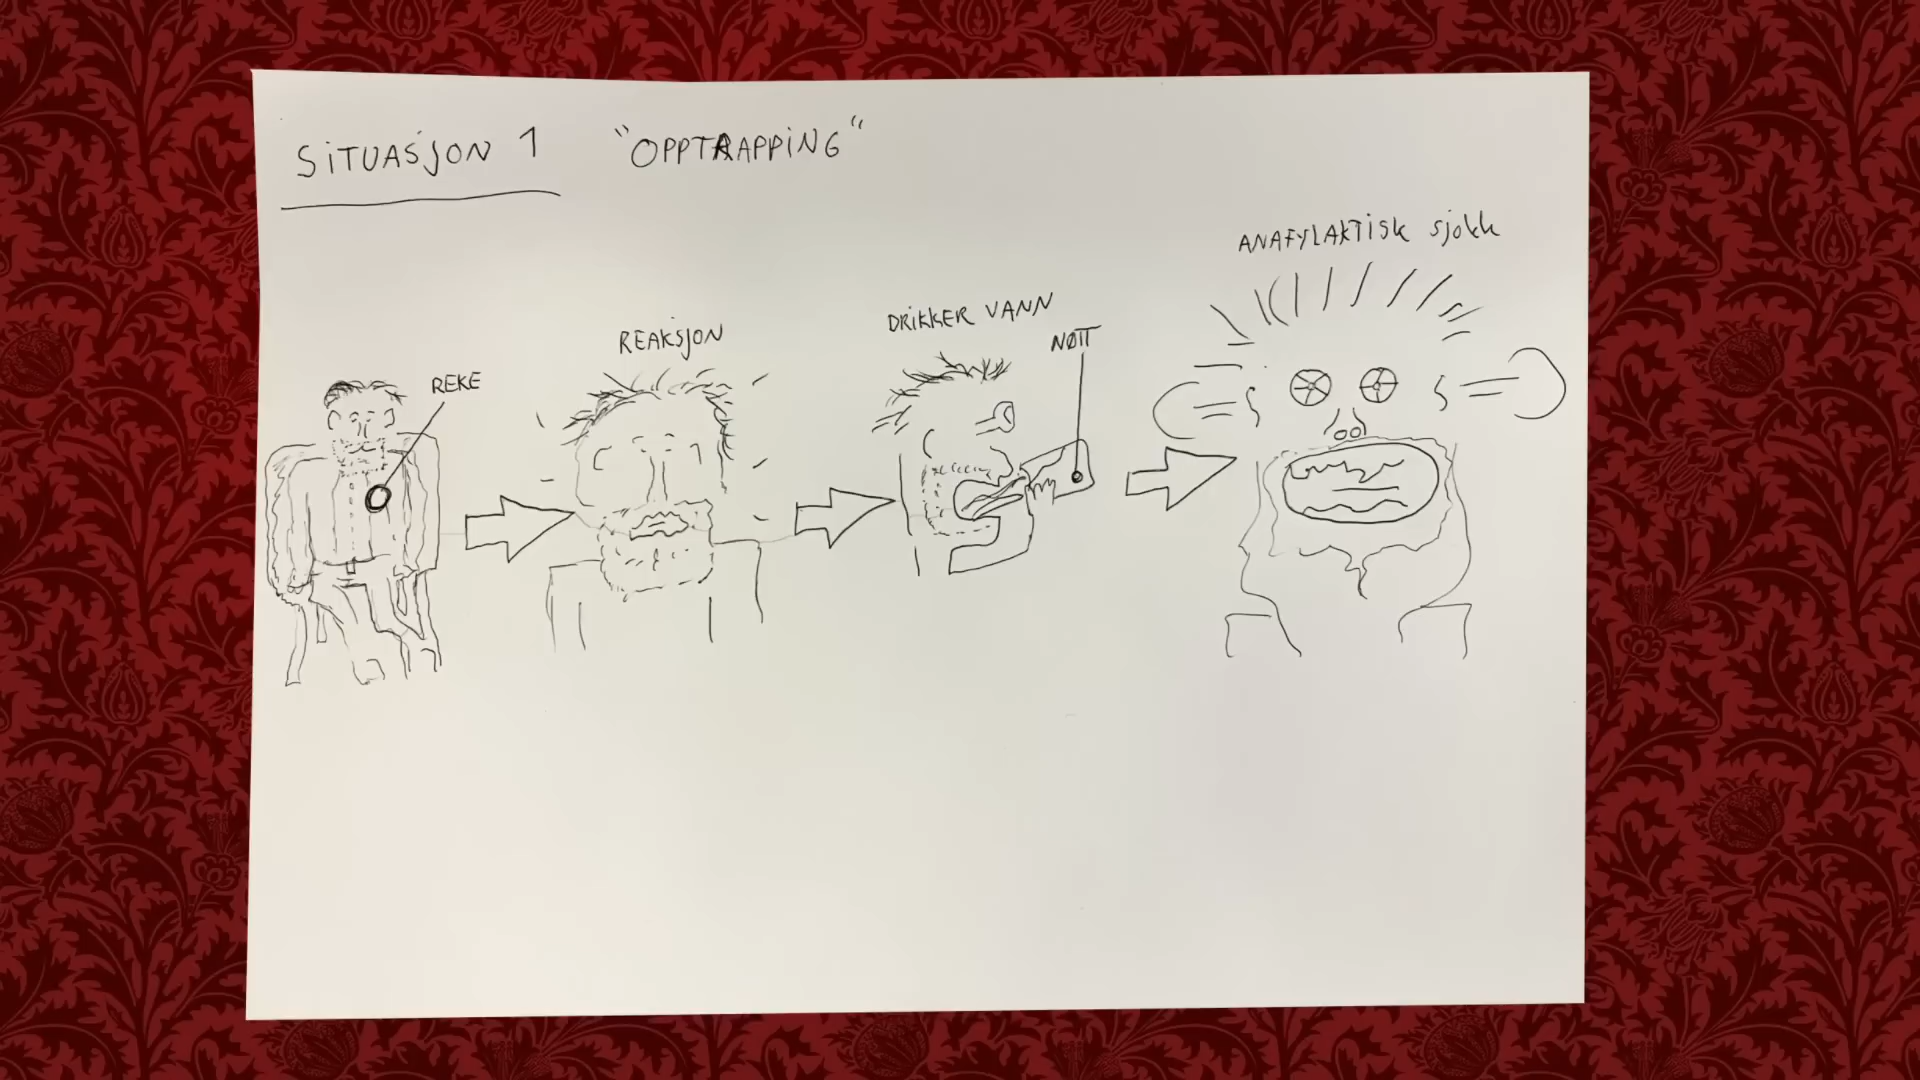 SiTUASjON 1
"OPPTRAPPiNG"
ANAFYLAKTiSK sjokk
REAKSjON
DRiKKER VANN
NØTT
REKE